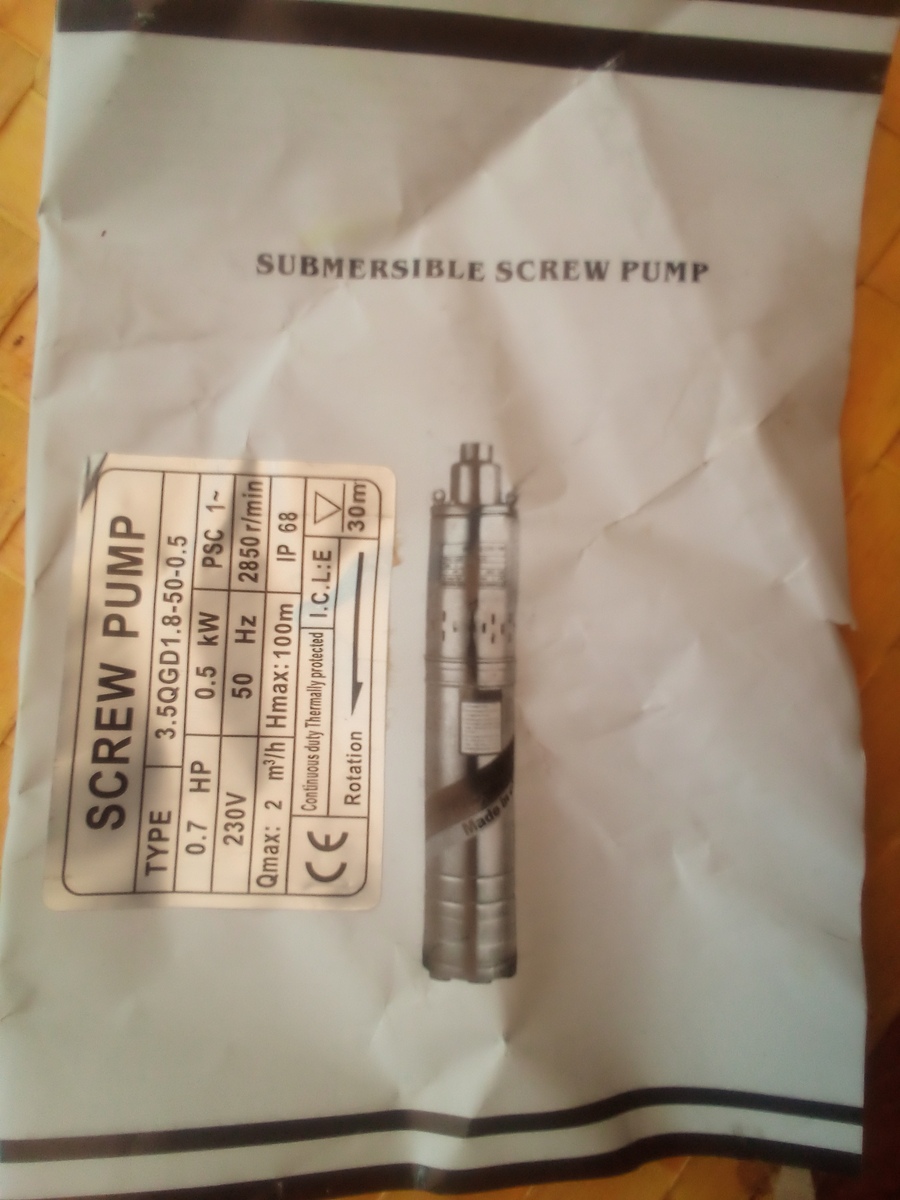 SUBMERSIBLE SCREW PUMP
SCREW PUMP
TYPE 3.5QGD1.8-50-0.5
0.7 HP 0.5 kW PSC 1~
230V 50 Hz 2850 r/min
Qmax: 2 m³/h Hmax: 100m IP 68
CE Continuous duty Thermally protected I.C.L:E
Rotation 30m
Made in